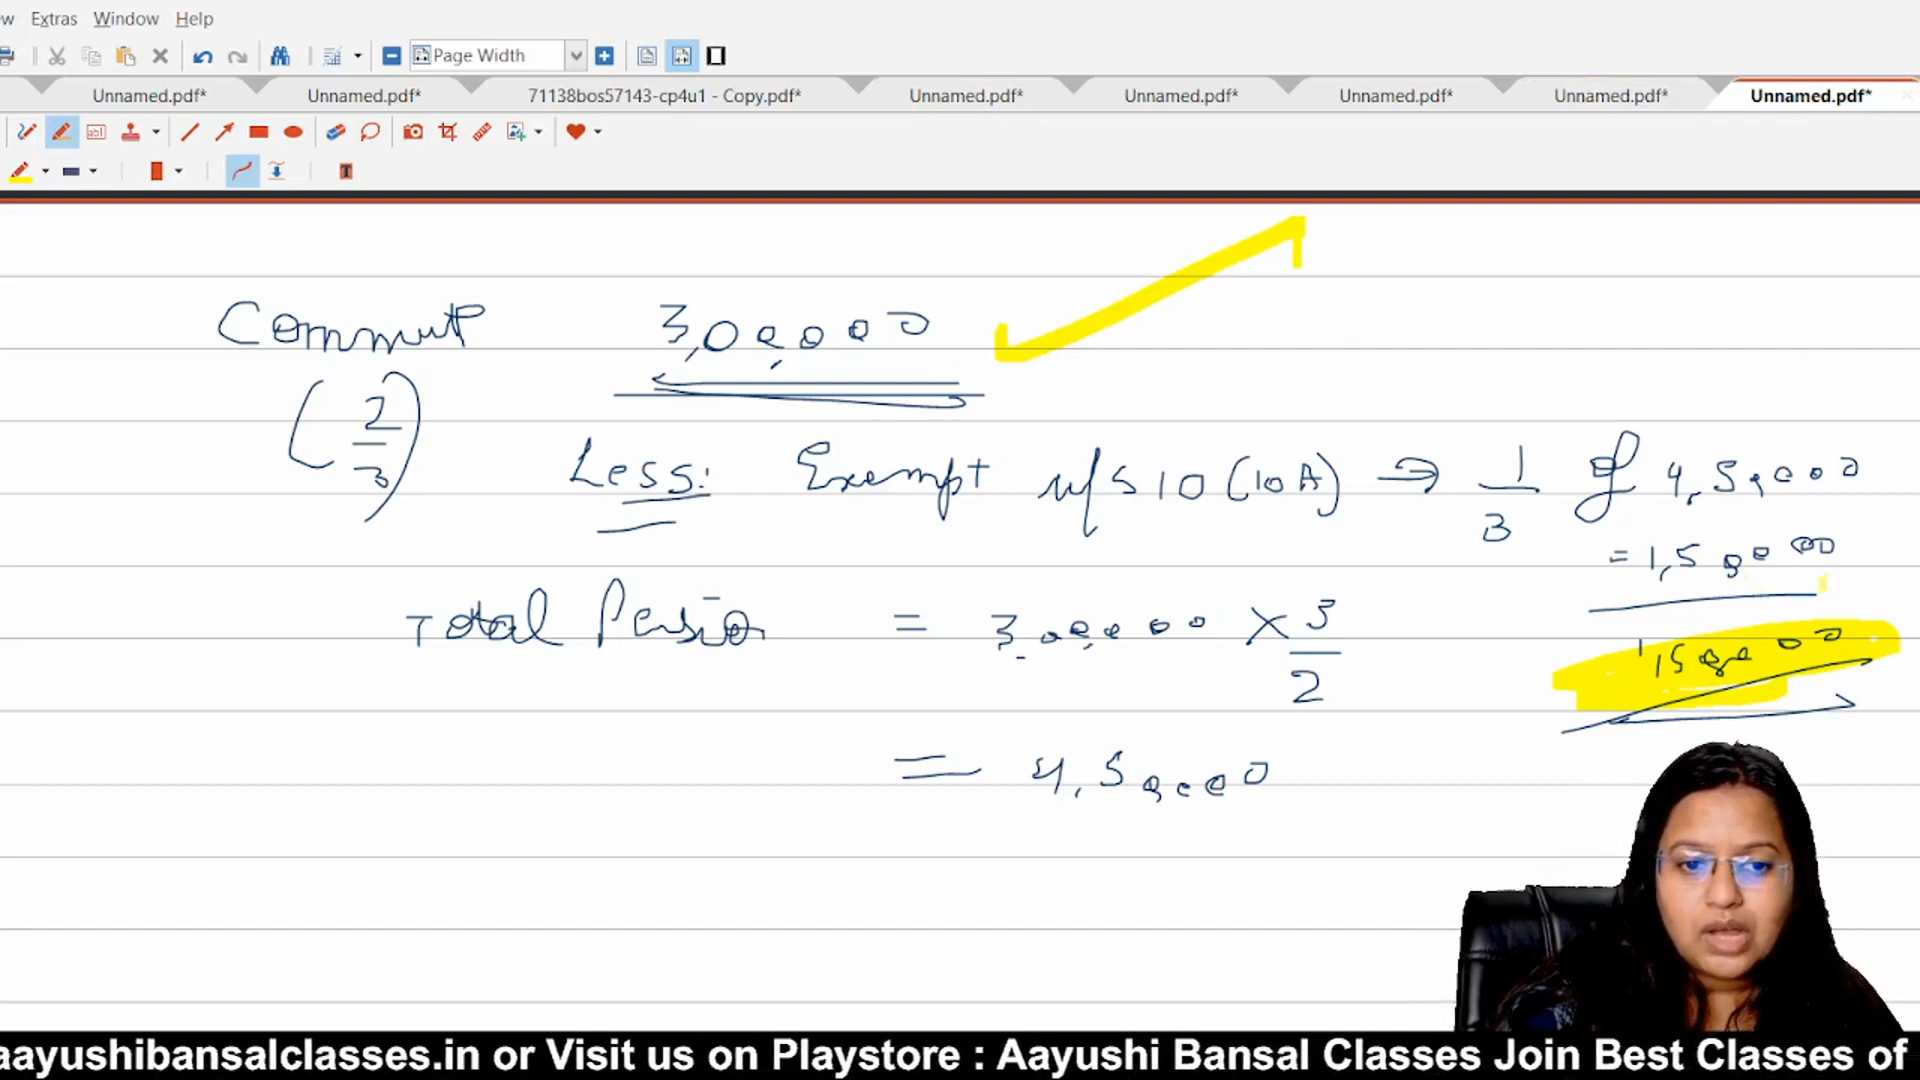 w Extras Window Help
Page Width
Unnamed.pdf* Unnamed.pdf* 71138bos57143-cp4u1 - Copy.pdf* Unnamed.pdf* Unnamed.pdf* Unnamed.pdf* Unnamed.pdf* Unnamed.pdf*
Commut 3,00,000
(2/3)
Less: Exempt u/s 10 (10A) → 1/3 of 4,50,000
= 1,50,000
Total Pension = 3,00,000 × 3/2
1,50,000
= 4,50,000
aayushibansalclasses.in or Visit us on Playstore : Aayushi Bansal Classes Join Best Classes of